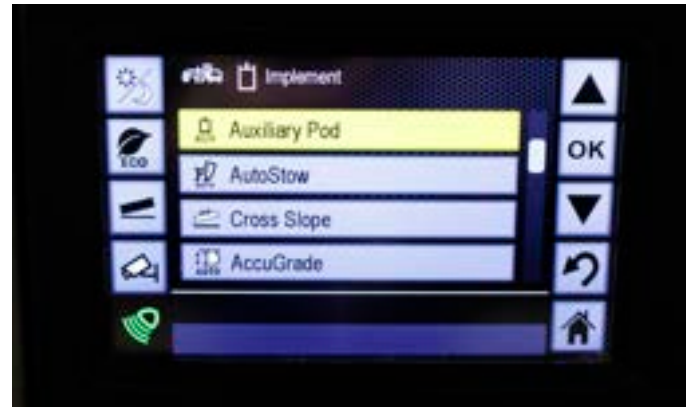 Implement
Auxiliary Pod
ECO
OK
AutoStow
Cross Slope
AccuGrade